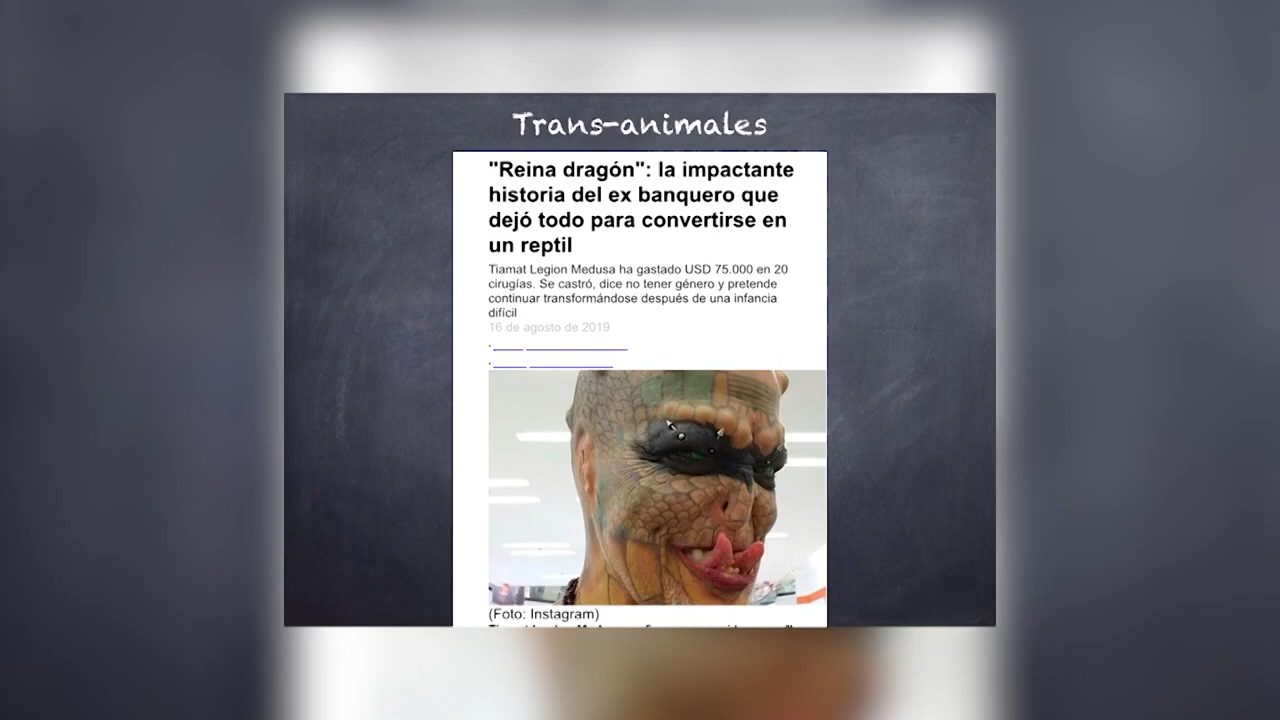 Trans-animales
"Reina dragón": la impactante
historia del ex banquero que
dejó todo para convertirse en
un reptil
Tiamat Legion Medusa ha gastado USD 75.000 en 20
cirugías. Se castró, dice no tener género y pretende
continuar transformándose después de una infancia
difícil
16 de agosto de 2019
(Foto: Instagram)